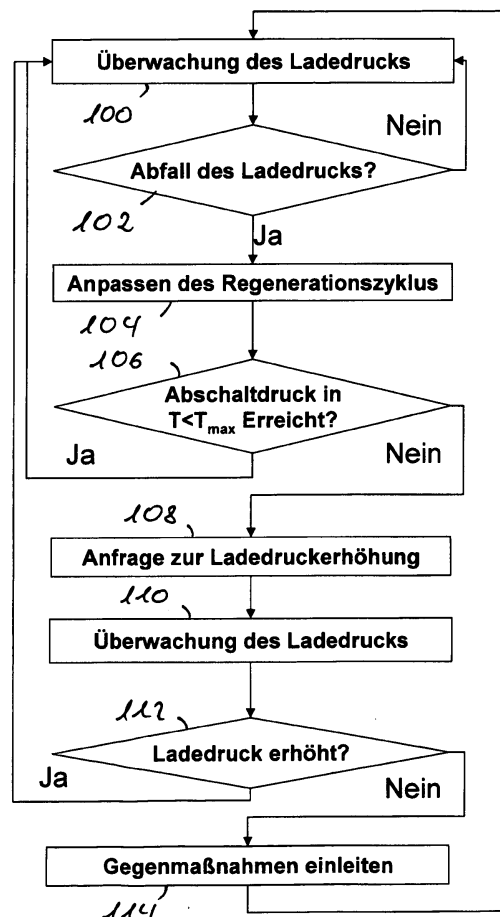 Überwachung des Ladedrucks
100
Nein
Abfall des Ladedrucks?
102
Ja
Anpassen des Regenerationszyklus
104
106
Abschaltdruck in
T<Tmax Erreicht?
Ja
Nein
108
Anfrage zur Ladedruckerhöhung
110
Überwachung des Ladedrucks
112
Ladedruck erhöht?
Ja
Nein
Gegenmaßnahmen einleiten
114